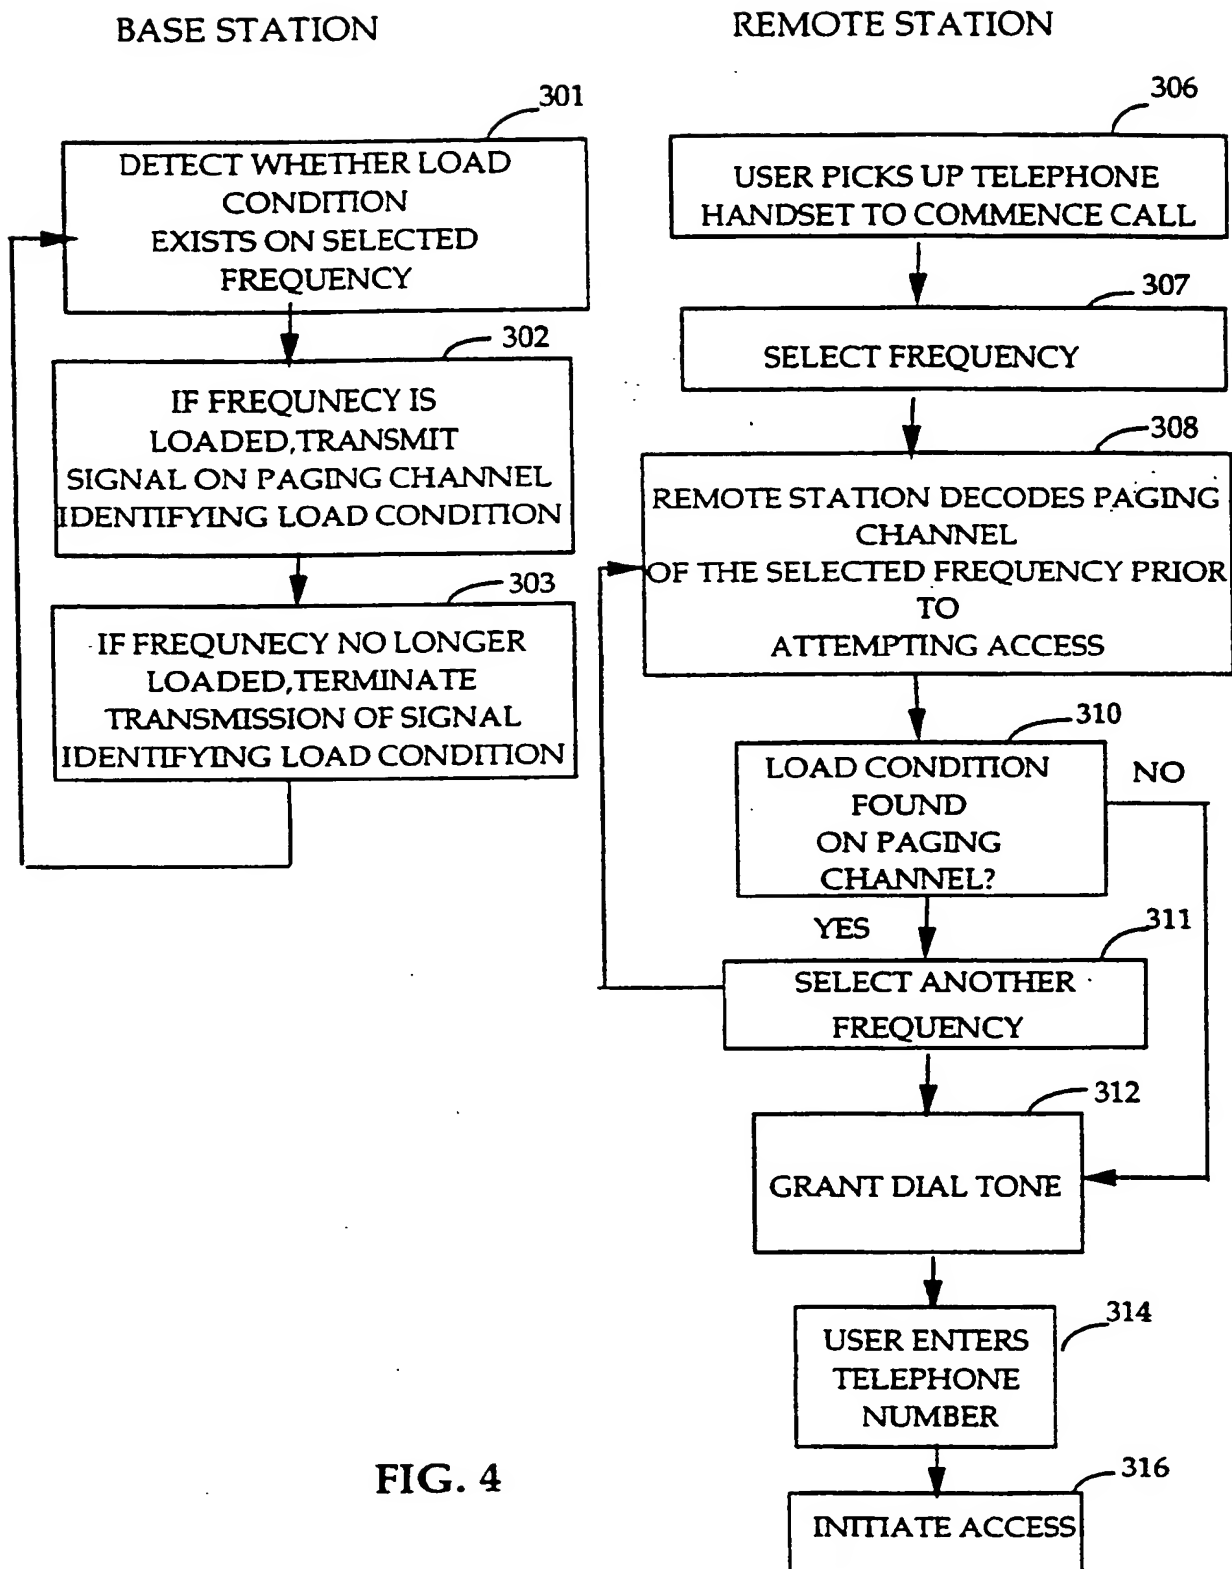 BASE STATION
301
DETECT WHETHER LOAD
CONDITION
EXISTS ON SELECTED
FREQUENCY
302
IF FREQUNECY IS
LOADED,TRANSMIT
SIGNAL ON PAGING CHANNEL
IDENTIFYING LOAD CONDITION
303
IF FREQUNECY NO LONGER
LOADED,TERMINATE
TRANSMISSION OF SIGNAL
IDENTIFYING LOAD CONDITION
REMOTE STATION
306
USER PICKS UP TELEPHONE
HANDSET TO COMMENCE CALL
307
SELECT FREQUENCY
308
REMOTE STATION DECODES PAGING
CHANNEL
OF THE SELECTED FREQUENCY PRIOR
TO
ATTEMPTING ACCESS
310
LOAD CONDITION
FOUND
ON PAGING
CHANNEL?
NO
YES
311
SELECT ANOTHER
FREQUENCY
312
GRANT DIAL TONE
314
USER ENTERS
TELEPHONE
NUMBER
316
INITIATE ACCESS
FIG. 4